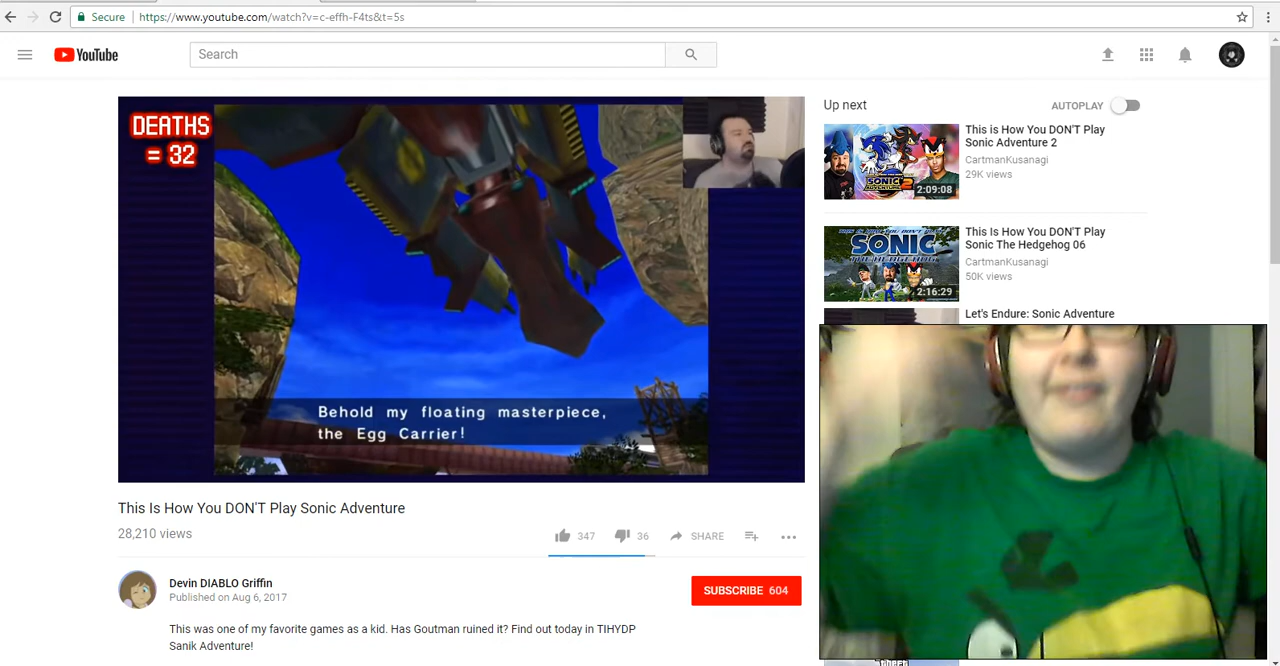 Secure https://www.youtube.com/watch?v=c-effh-F4ts&t=5s
YouTube
Search
DEATHS
= 32
Behold my floating masterpiece,
the Egg Carrier!
This Is How You DON'T Play Sonic Adventure
28,210 views
347
36
SHARE
Devin DIABLO Griffin
Published on Aug 6, 2017
SUBSCRIBE 604
This was one of my favorite games as a kid. Has Goutman ruined it? Find out today in TIHYDP
Sanik Adventure!
Up next
AUTOPLAY
SONIC
ADVENTURE 2
2:09:08
This is How You DON'T Play
Sonic Adventure 2
CartmanKusanagi
29K views
SONIC
2:16:29
This Is How You DON'T Play
Sonic The Hedgehog 06
CartmanKusanagi
50K views
Let's Endure: Sonic Adventure